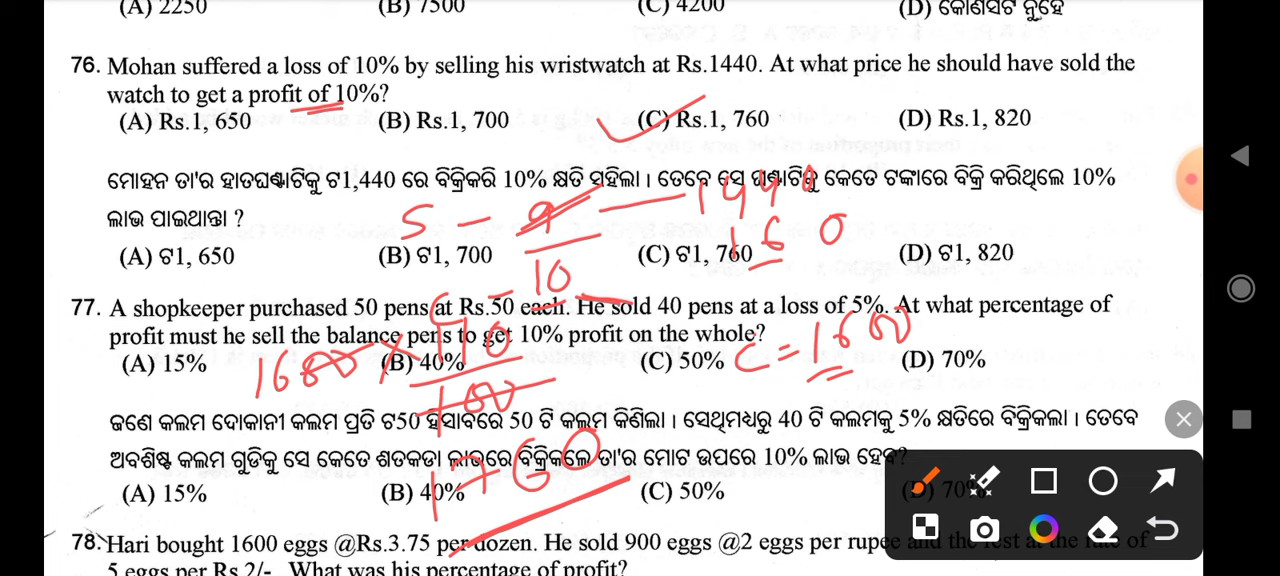 (A) 2250 (B) 7500 (C) 4200 (D) କୌଣସିଟି ନୁହେଁ
76. Mohan suffered a loss of 10% by selling his wristwatch at Rs.1440. At what price he should have sold the
watch to get a profit of 10%?
(A) Rs.1, 650 (B) Rs.1, 700 (C) Rs.1, 760 (D) Rs.1, 820
ମୋହନ ତା'ର ହାତଘଣ୍ଟାଟିକୁ ଟ1,440 ରେ ବିକ୍ରିକରି 10% କ୍ଷତି ସହିଲା । ତେବେ ସେ ଘଣ୍ଟାଟିକୁ କେତେ ଟଙ୍କାରେ ବିକ୍ରି କରିଥିଲେ 10%
ଲାଭ ପାଇଥାନ୍ତା ?
S - 9 — 1440
10
160
(A) ଟ1, 650 (B) ଟ1, 700 (C) ଟ1, 760 (D) ଟ1, 820
77. A shopkeeper purchased 50 pens at Rs.50 each. He sold 40 pens at a loss of 5%. At what percentage of
profit must he sell the balance pens to get 10% profit on the whole?
(A) 15% (B) 40% (C) 50% (D) 70%
C = 1600
1600 × 110
100
1760
ଜଣେ କଲମ ଦୋକାନୀ କଲମ ପ୍ରତି ଟ50 ହିସାବରେ 50 ଟି କଲମ କିଣିଲା । ସେଥିମଧ୍ୟରୁ 40 ଟି କଲମକୁ 5% କ୍ଷତିରେ ବିକ୍ରିକଲା । ତେବେ
ଅବଶିଷ୍ଟ କଲମ ଗୁଡିକୁ ସେ କେତେ ଶତକଡା ଲାଭରେ ବିକ୍ରିକଲେ ତା'ର ମୋଟ ଉପରେ 10% ଲାଭ ହେବ?
(A) 15% (B) 40% (C) 50% (D) 70%
78. Hari bought 1600 eggs @Rs.3.75 per dozen. He sold 900 eggs @2 eggs per rupee and the rest at the rate of
5 eggs per Rs.2/-. What was his percentage of profit?